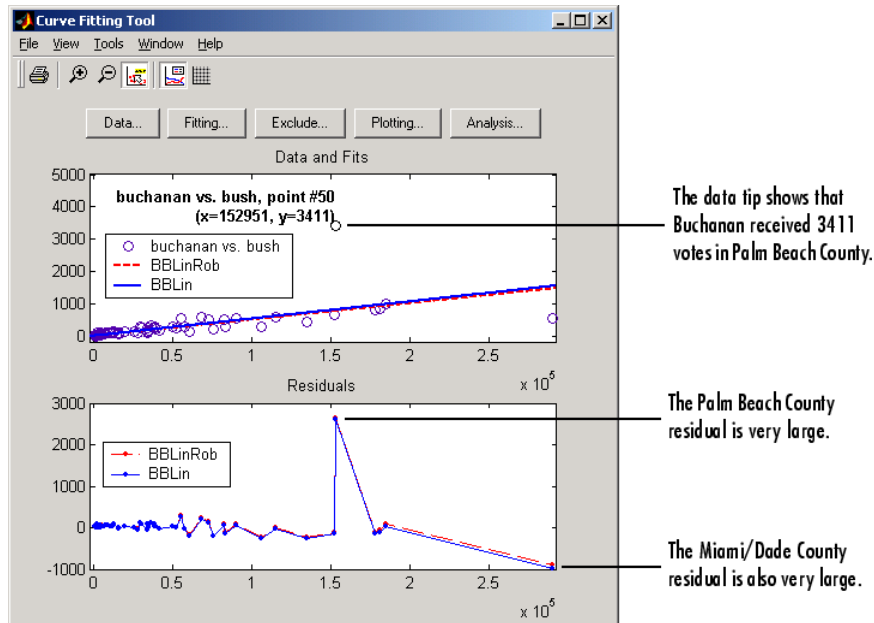 Curve Fitting Tool
File View Tools Window Help
Data... Fitting... Exclude... Plotting... Analysis...
Data and Fits
5000
4000
3000
2000
1000
0
buchanan vs. bush, point #50
(x=152951, y=3411)
buchanan vs. bush
BBLinRob
BBLin
0 0.5 1 1.5 2 2.5
x 10^5
The data tip shows that
Buchanan received 3411
votes in Palm Beach County.
Residuals
3000
2000
1000
0
-1000
BBLinRob
BBLin
0 0.5 1 1.5 2 2.5
x 10^5
The Palm Beach County
residual is very large.
The Miami/Dade County
residual is also very large.